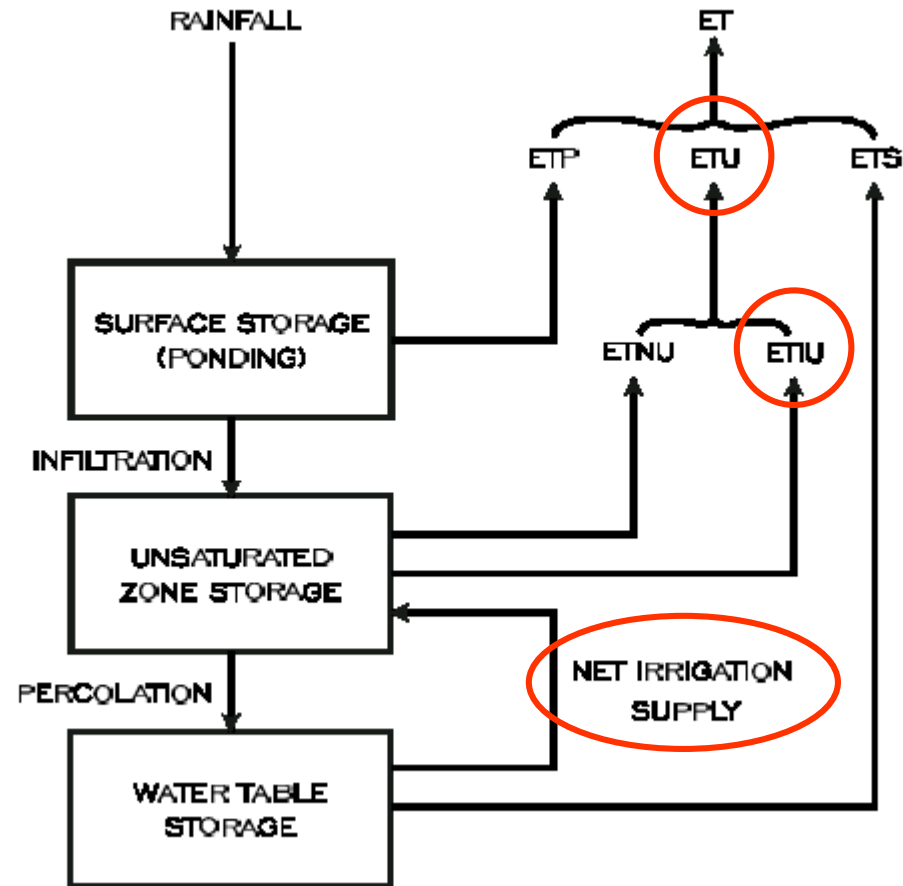 RAINFALL
ET
ETP
ETU
ETS
SURFACE STORAGE
(PONDING)
ETNU
ETIU
INFILTRATION
UNSATURATED
ZONE STORAGE
NET IRRIGATION
SUPPLY
PERCOLATION
WATER TABLE
STORAGE